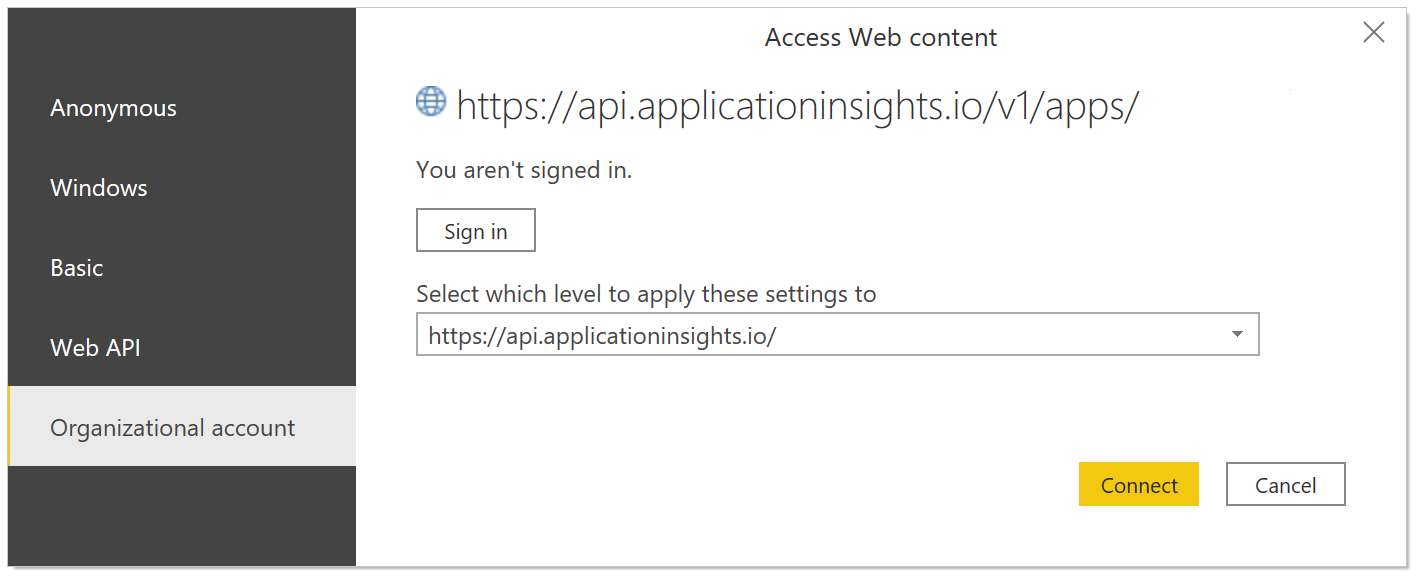 Access Web content
Anonymous
Windows
Basic
Web API
Organizational account
https://api.applicationinsights.io/v1/apps/
You aren't signed in.
Sign in
Select which level to apply these settings to
https://api.applicationinsights.io/
Connect
Cancel